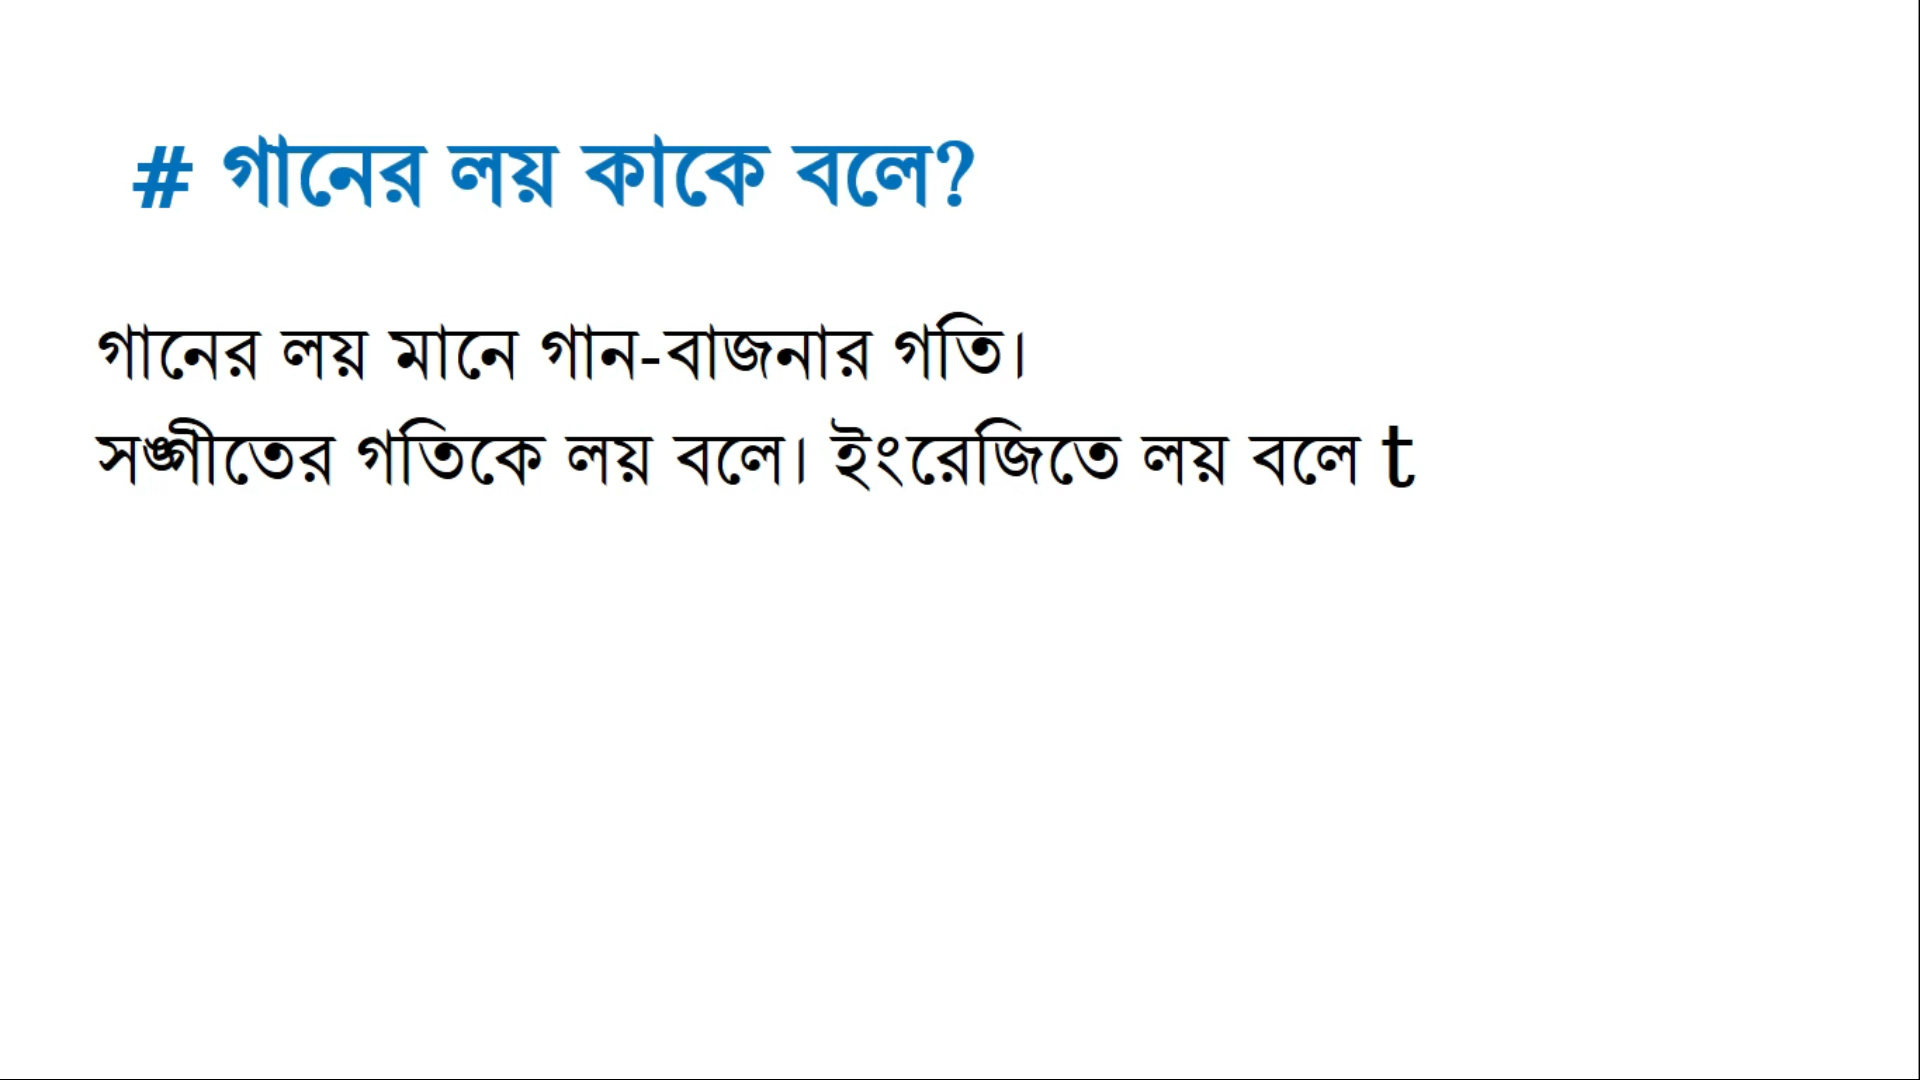 # গানের লয় কাকে বলে?
গানের লয় মানে গান-বাজনার গতি।
সঙ্গীতের গতিকে লয় বলে। ইংরেজিতে লয় বলে t